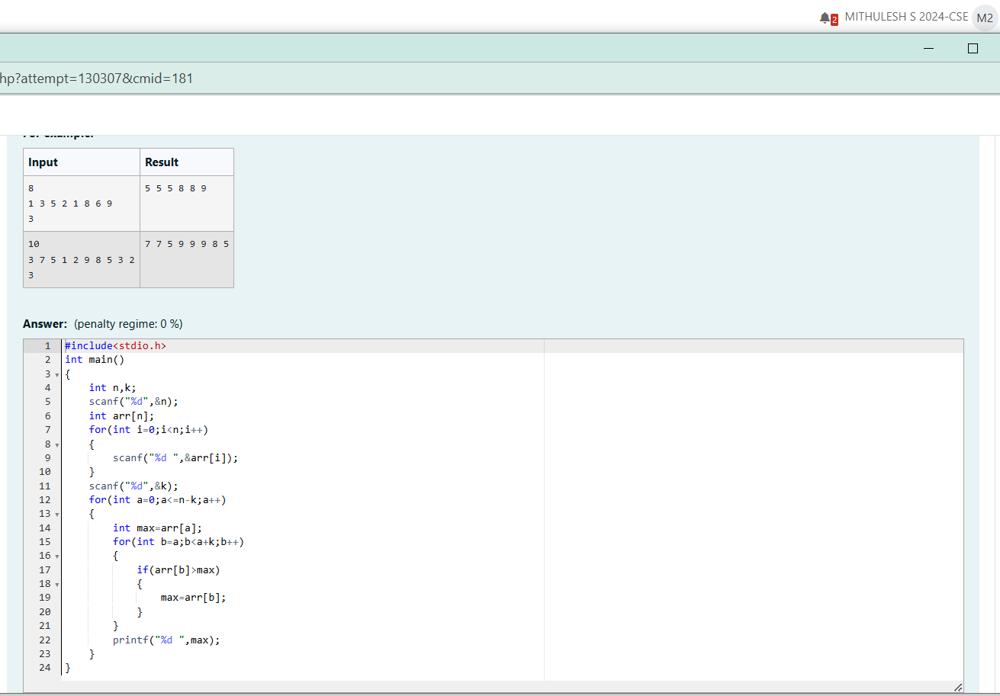 2 MITHULESH S 2024-CSE M2
hp?attempt=130307&cmid=181
For example:
Input Result
8 5 5 5 8 8 9
1 3 5 2 1 8 6 9
3
10 7 7 5 9 9 9 8 5
3 7 5 1 2 9 8 5 3 2
3
Answer: (penalty regime: 0 %)
1 #include<stdio.h>
2 int main()
3 {
4     int n,k;
5     scanf("%d",&n);
6     int arr[n];
7     for(int i=0;i<n;i++)
8     {
9         scanf("%d ",&arr[i]);
10     }
11     scanf("%d",&k);
12     for(int a=0;a<=n-k;a++)
13     {
14         int max=arr[a];
15         for(int b=a;b<a+k;b++)
16         {
17             if(arr[b]>max)
18             {
19                 max=arr[b];
20             }
21         }
22         printf("%d ",max);
23     }
24 }